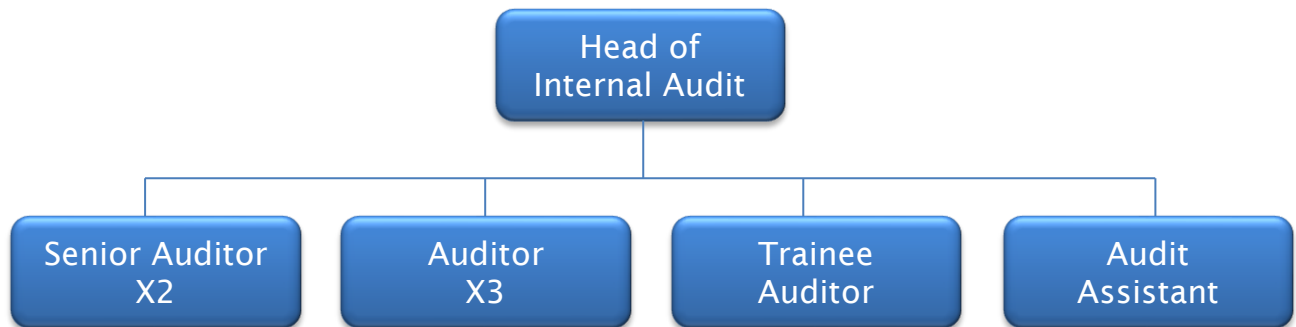 Head of
Internal Audit
Senior Auditor
X2
Auditor
X3
Trainee
Auditor
Audit
Assistant